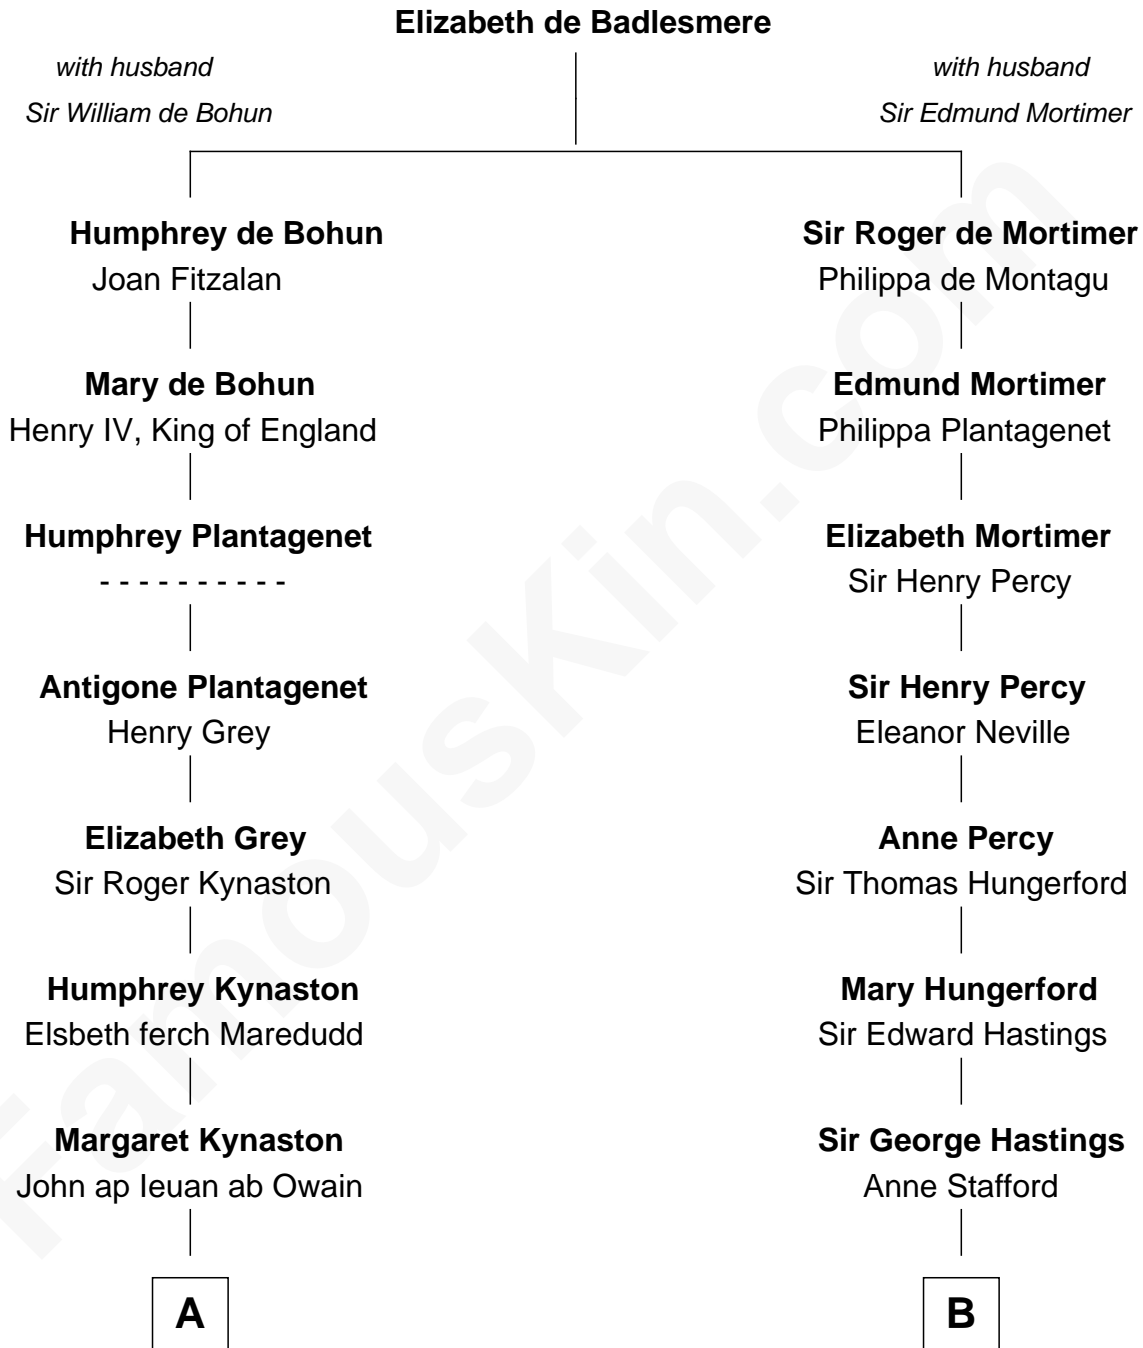 Elizabeth de Badlesmere
with husband
Sir William de Bohun
with husband
Sir Edmund Mortimer
Humphrey de Bohun
Joan Fitzalan
Sir Roger de Mortimer
Philippa de Montagu
Mary de Bohun
Henry IV, King of England
Edmund Mortimer
Philippa Plantagenet
Humphrey Plantagenet
- - - - - - - - - -
Elizabeth Mortimer
Sir Henry Percy
Antigone Plantagenet
Henry Grey
Sir Henry Percy
Eleanor Neville
Elizabeth Grey
Sir Roger Kynaston
Anne Percy
Sir Thomas Hungerford
Humphrey Kynaston
Elsbeth ferch Maredudd
Mary Hungerford
Sir Edward Hastings
Margaret Kynaston
John ap Ieuan ab Owain
Sir George Hastings
Anne Stafford
A
B
FamousKin.com